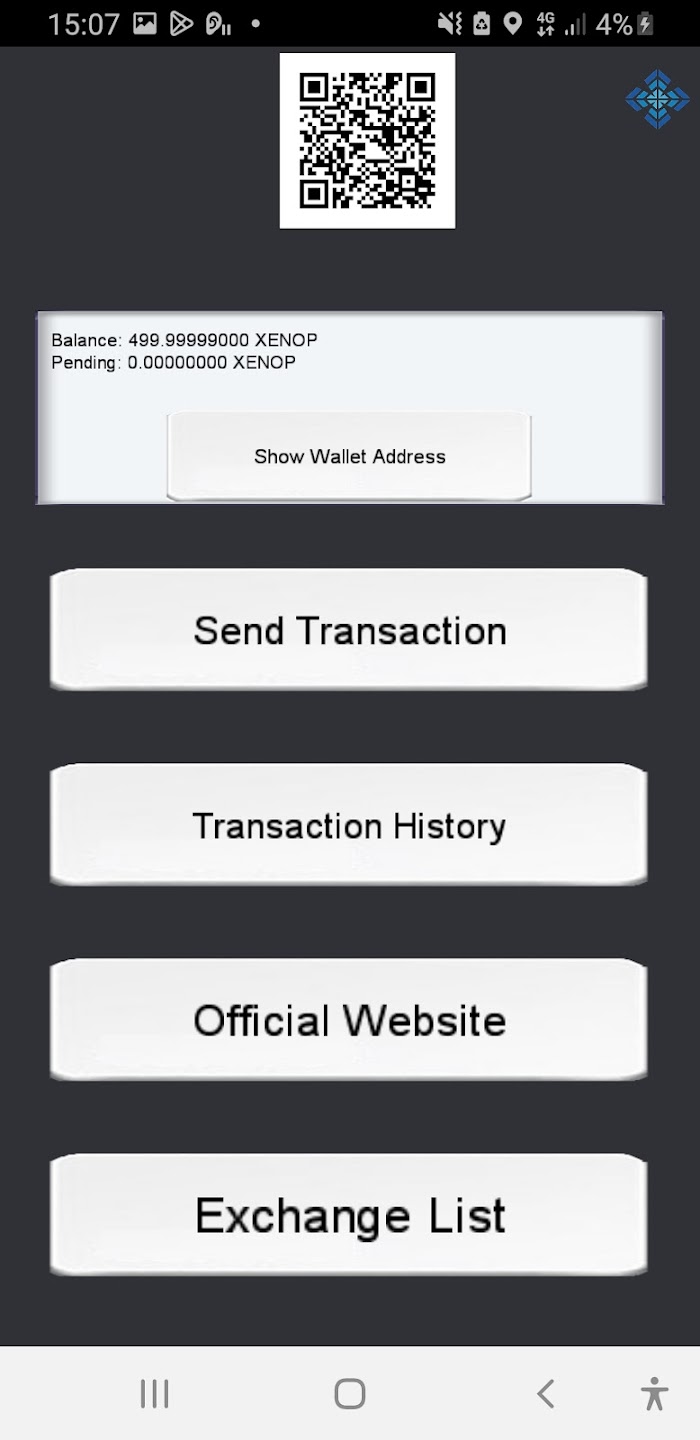 15:07 4G 4%
Balance: 499.99999000 XENOP
Pending: 0.00000000 XENOP
Show Wallet Address
Send Transaction
Transaction History
Official Website
Exchange List